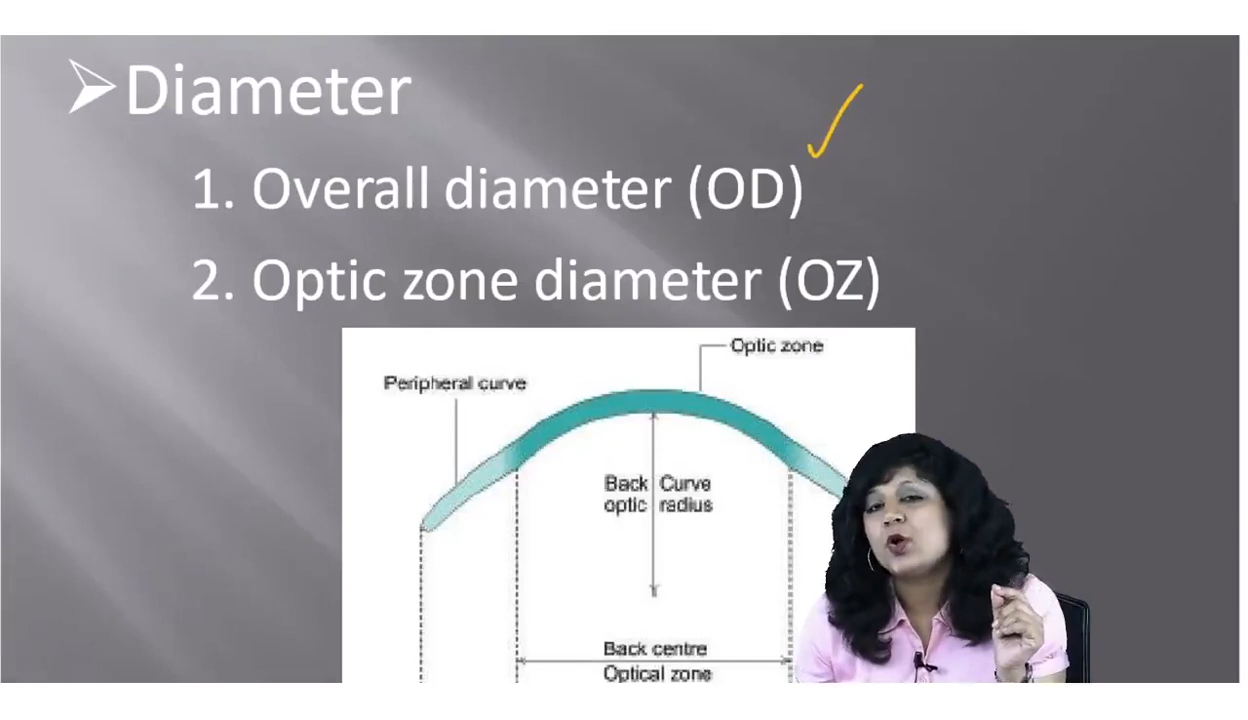 Diameter
1. Overall diameter (OD)
2. Optic zone diameter (OZ)
Optic zone
Peripheral curve
Back Curve
optic radius
Back centre
Optical zone